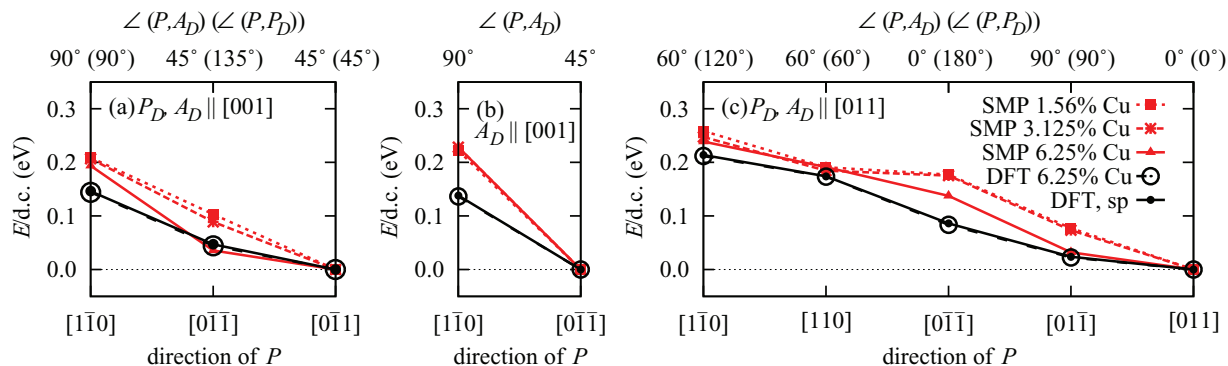 ∠ (P,A_D) (∠ (P,P_D))
90° (90°) 45° (135°) 45° (45°)
0.3
0.2
0.1
0.0
E/d.c. (eV)
(a) P_D, A_D || [001]
[11̄0] [01̄1̄] [011]
direction of P
∠ (P,A_D)
90° 45°
0.3
0.2
0.1
0.0
E/d.c. (eV)
(b)
A_D || [001]
[11̄0] [01̄1̄]
direction of P
∠ (P,A_D) (∠ (P,P_D))
60° (120°) 60° (60°) 0° (180°) 90° (90°) 0° (0°)
0.3
0.2
0.1
0.0
E/d.c. (eV)
(c) P_D, A_D || [011]
SMP 1.56% Cu
SMP 3.125% Cu
SMP 6.25% Cu
DFT 6.25% Cu
DFT, sp
[11̄0] [110] [01̄1̄] [011̄] [011]
direction of P